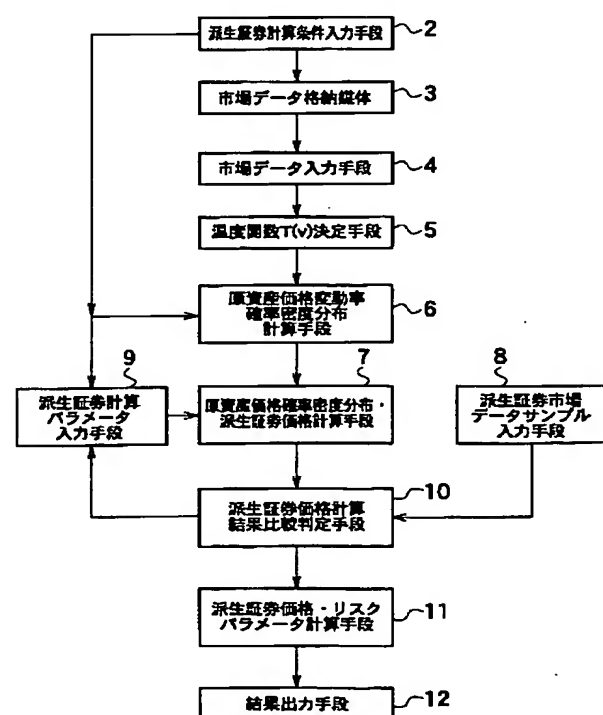 派生証券計算条件入力手段
2
市場データ格納媒体
3
市場データ入力手段
4
温度関数T(v)決定手段
5
原資産価格変動率
確率密度分布
計算手段
6
9
派生証券計算
パラメータ
入力手段
7
原資産価格確率密度分布・
派生証券価格計算手段
8
派生証券市場
データサンプル
入力手段
派生証券価格計算
結果比較判定手段
10
派生証券価格・リスク
パラメータ計算手段
11
結果出力手段
12